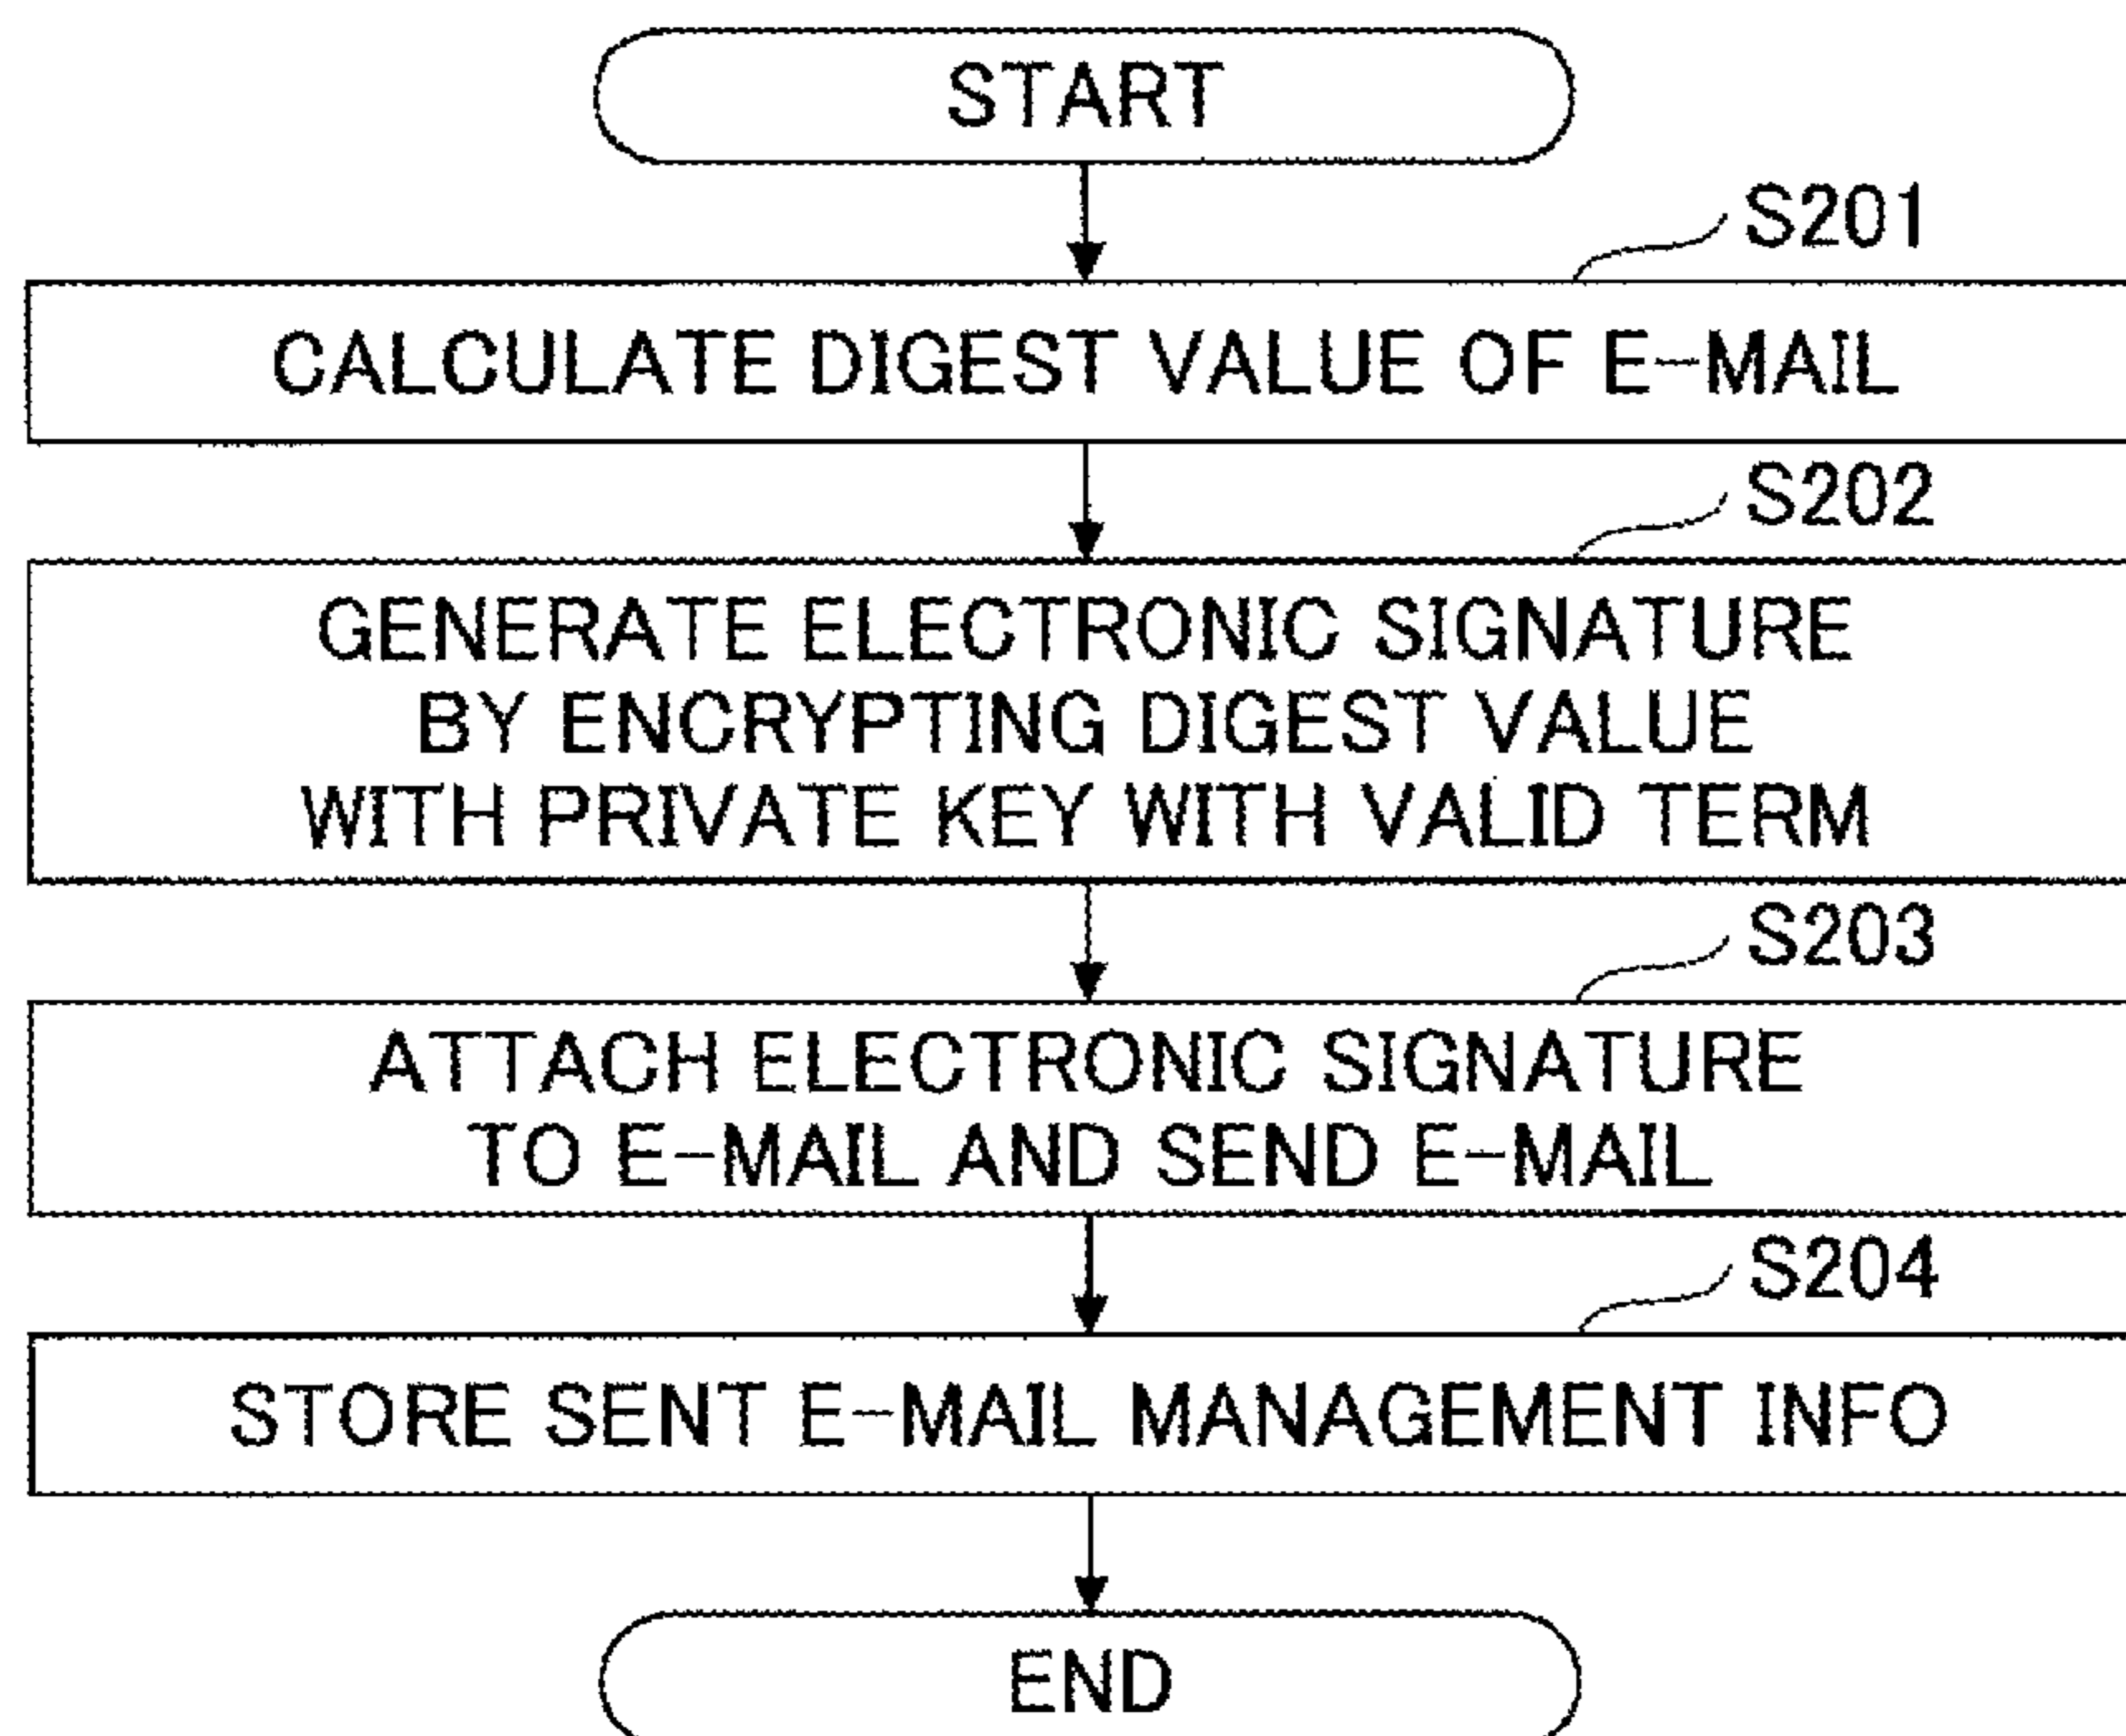 START
S201
CALCULATE DIGEST VALUE OF E-MAIL
S202
GENERATE ELECTRONIC SIGNATURE
BY ENCRYPTING DIGEST VALUE
WITH PRIVATE KEY WITH VALID TERM
S203
ATTACH ELECTRONIC SIGNATURE
TO E-MAIL AND SEND E-MAIL
S204
STORE SENT E-MAIL MANAGEMENT INFO
END